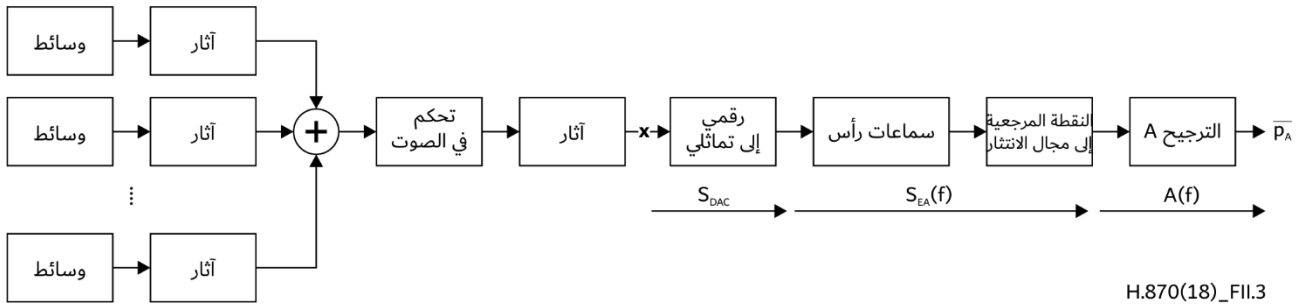 وسائط
آثار
وسائط
آثار
+
تحكم
في الصوت
آثار
x
رقمي
إلى تماثلي
سماعات رأس
النقطة المرجعية
إلى مجال الانتثار
الترجيح A
p_A
⋮
S_DAC
S_EA(f)
A(f)
وسائط
آثار
H.870(18)_FII.3